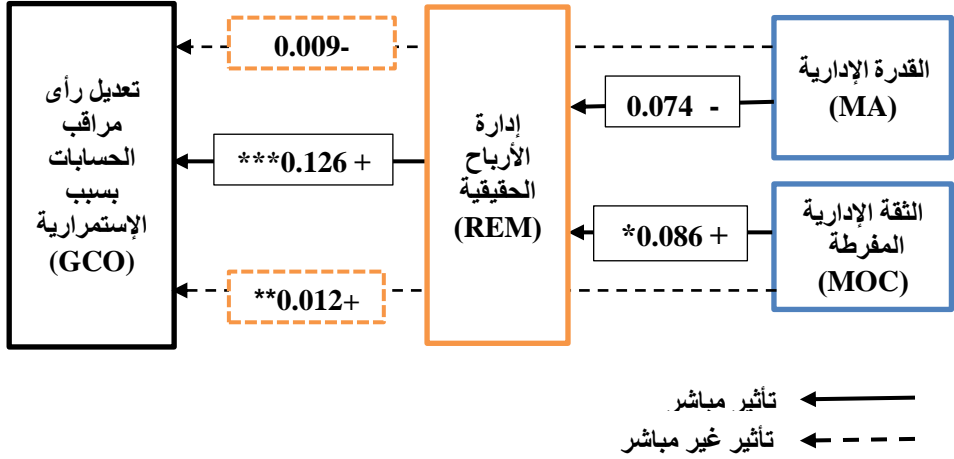 القدرة الإدارية
(MA)
الثقة الإدارية
المفرطة
(MOC)
0.074 -
*0.086 +
إدارة
الأرباح
الحقيقية
(REM)
0.009-
***0.126 +
**0.012+
تعديل رأى
مراقب
الحسابات
بسبب
الإستمرارية
(GCO)
تأثير مباشر
تأثير غير مباشر